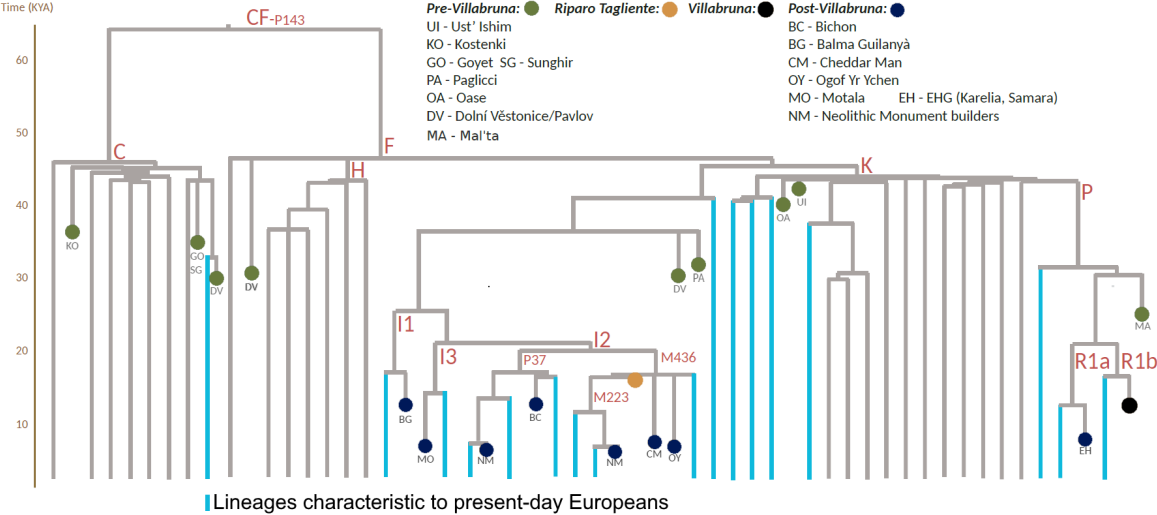 Time (KYA)
Pre-Villabruna: Riparo Tagliente: Villabruna: Post-Villabruna:
UI - Ust' Ishim
KO - Kostenki
GO - Goyet SG - Sunghir
PA - Paglicci
OA - Oase
DV - Dolní Věstonice/Pavlov
MA - Mal'ta
BC - Bichon
BG - Balma Guilanyà
CM - Cheddar Man
OY - Ogof Yr Ychen
MO - Motala EH - EHG (Karelia, Samara)
NM - Neolithic Monument builders
CF-P143
60
50
F
C
H
K
P
40
UI
OA
KO
GO
SG
30
DV
DV
DV
PA
MA
I1
20
I3
I2
P37
M436
R1a R1b
M223
10
BG
BC
MO
NM
NM
CM
OY
EH
Lineages characteristic to present-day Europeans